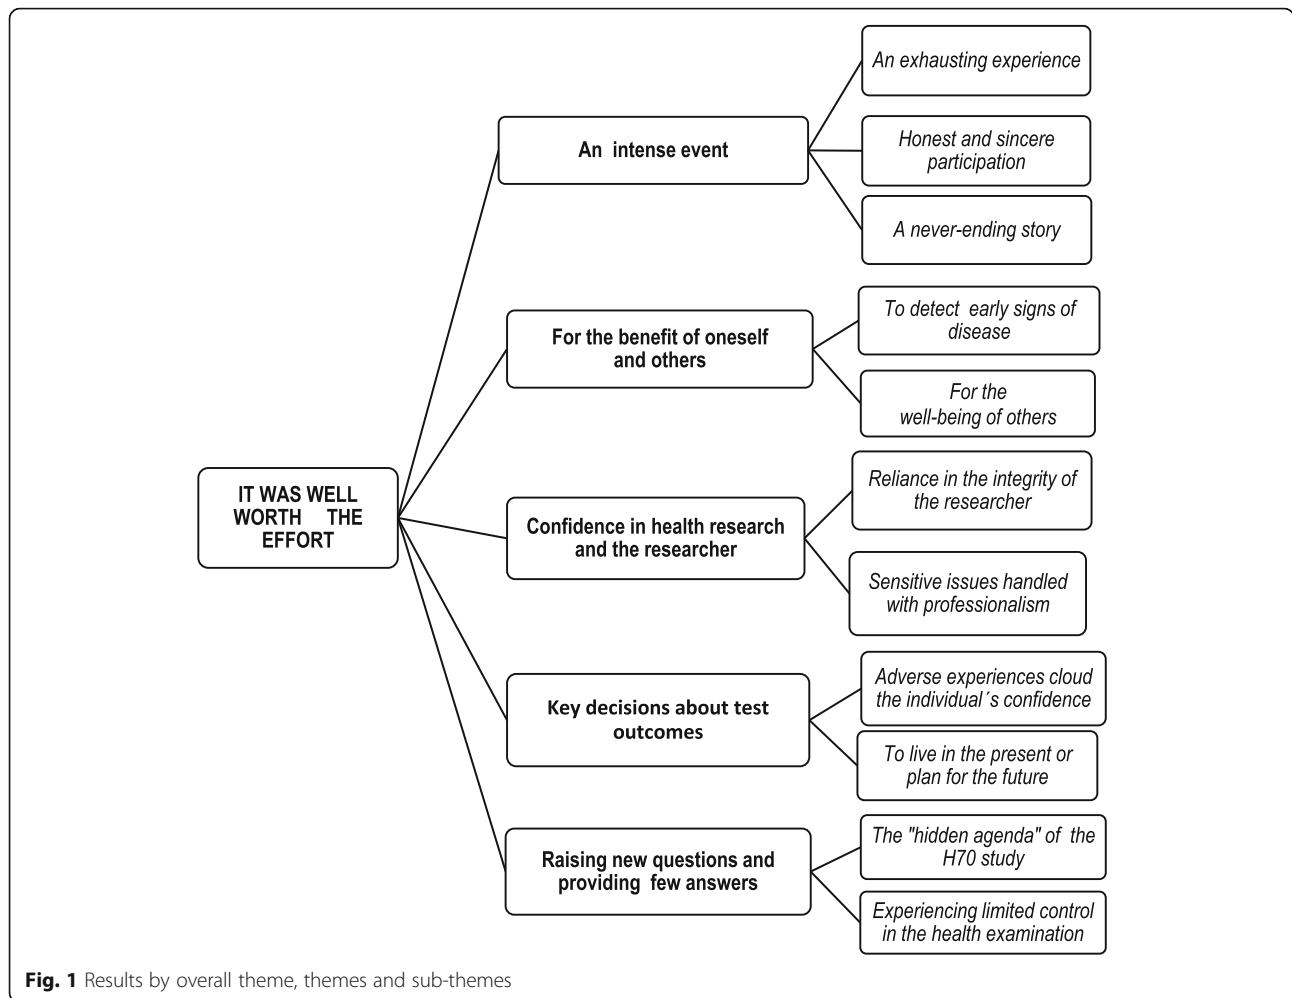 An exhausting experience
Honest and sincere
participation
An intense event
A never-ending story
To detect early signs of
disease
For the benefit of oneself
and others
For the
well-being of others
IT WAS WELL
WORTH THE
EFFORT
Reliance in the integrity of
the researcher
Confidence in health research
and the researcher
Sensitive issues handled
with professionalism
Adverse experiences cloud
the individual´s confidence
Key decisions about test
outcomes
To live in the present or
plan for the future
The "hidden agenda" of the
H70 study
Raising new questions and
providing few answers
Experiencing limited control
in the health examination
Fig. 1 Results by overall theme, themes and sub-themes